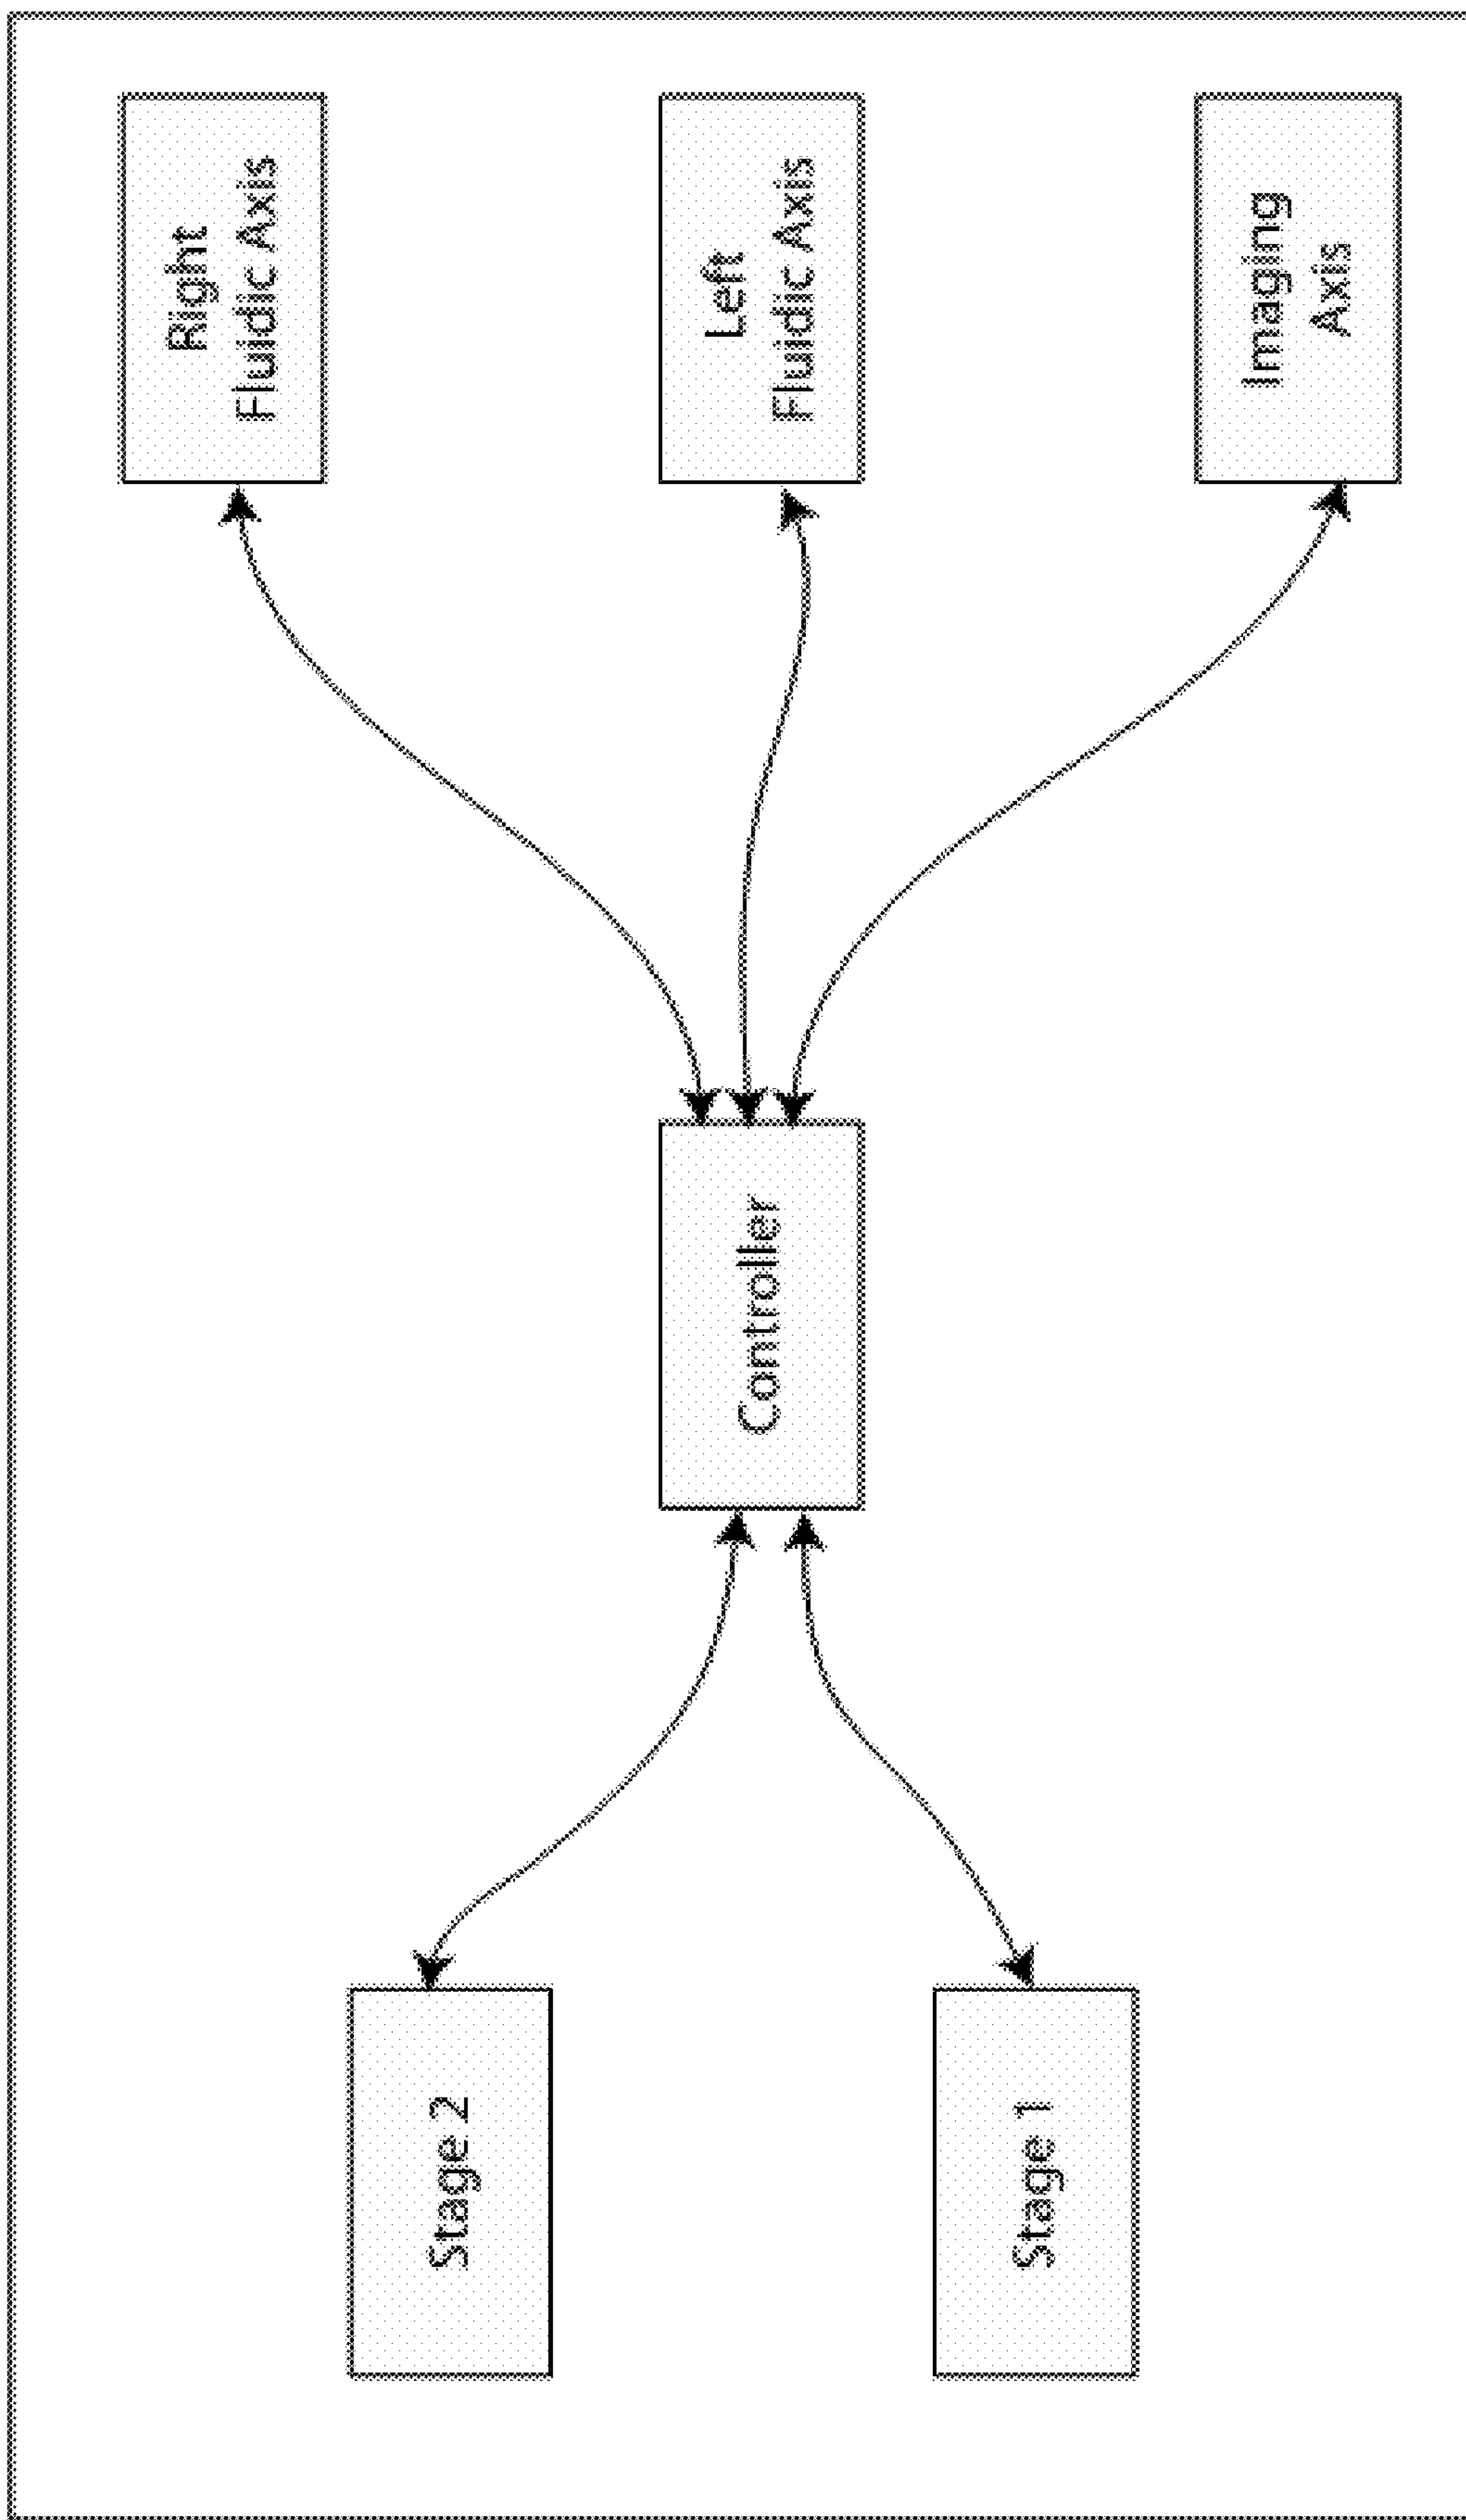 Stage 2
Stage 1
Controller
Right
Fluidic Axis
Left
Fluidic Axis
Imaging
Axis